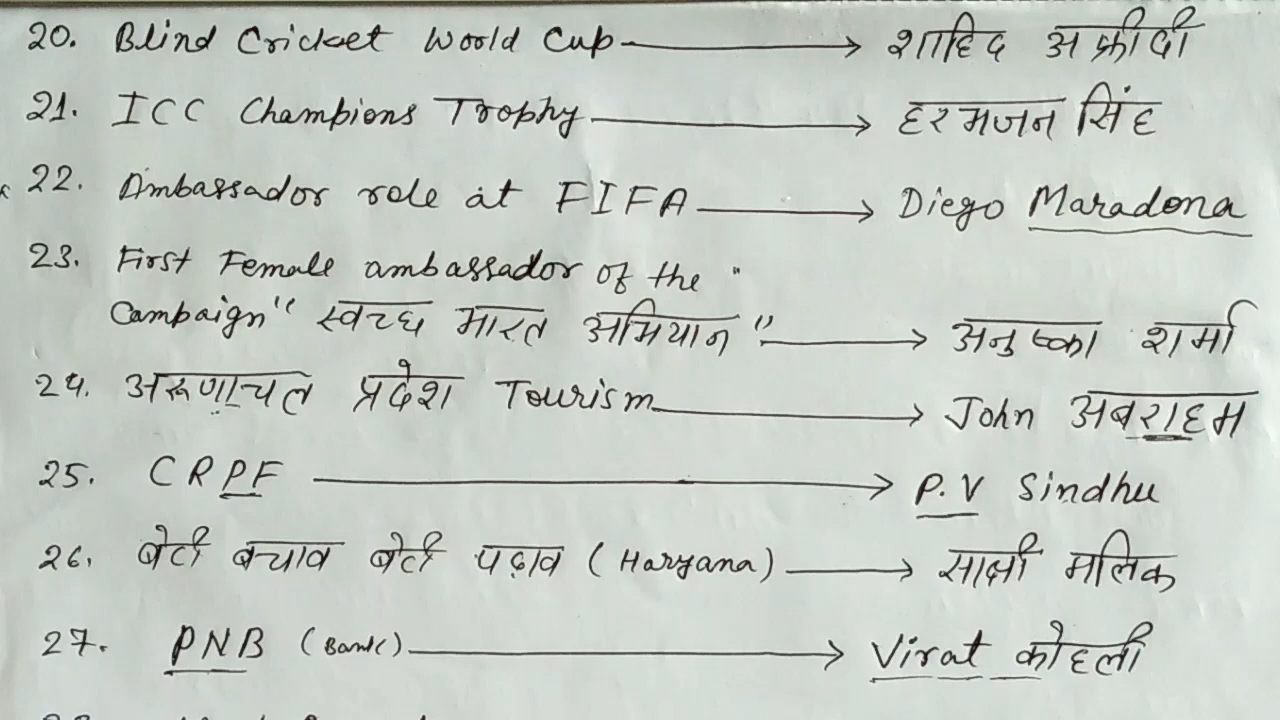 20. Blind Cricket World Cup → शाहिद अफ्रीदी
21. ICC Champions Trophy → हरभजन सिंह
22. Ambassador role at FIFA → Diego Maradona
23. First Female ambassador of the "
Campaign" स्वच्छ भारत अभियान" → अनुष्का शर्मा
24. अरूणाचल प्रदेश Tourism → John अबराहम
25. CRPF → P.V Sindhu
26. बेटी बचाव बेटी पढ़ाव (Haryana) → साक्षी मलिक
27. PNB (Bank) → Virat कोहली